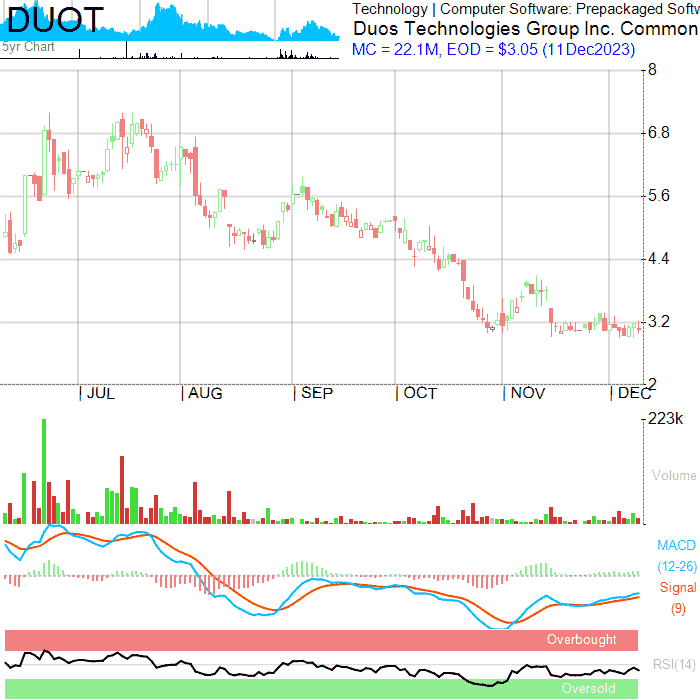 DUOT
5yr Chart
Technology | Computer Software: Prepackaged Softw
Duos Technologies Group Inc. Common
MC = 22.1M, EOD = $3.05 (11Dec2023)
8
6.8
5.6
4.4
3.2
2
JUL AUG SEP OCT NOV DEC
223k
Volume
MACD
(12-26)
Signal
(9)
Overbought
RSI(14)
Oversold